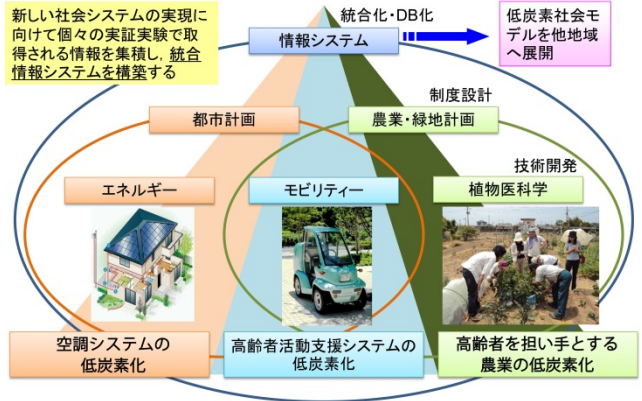 新しい社会システムの実現に
向けて個々の実証実験で取
得される情報を集積し，統合
情報システムを構築する
統合化・DB化
情報システム
低炭素社会モ
デルを他地域
へ展開
制度設計
都市計画
農業・緑地計画
技術開発
エネルギー
モビリティー
植物医科学
空調システムの
低炭素化
高齢者活動支援システムの
低炭素化
高齢者を担い手とする
農業の低炭素化